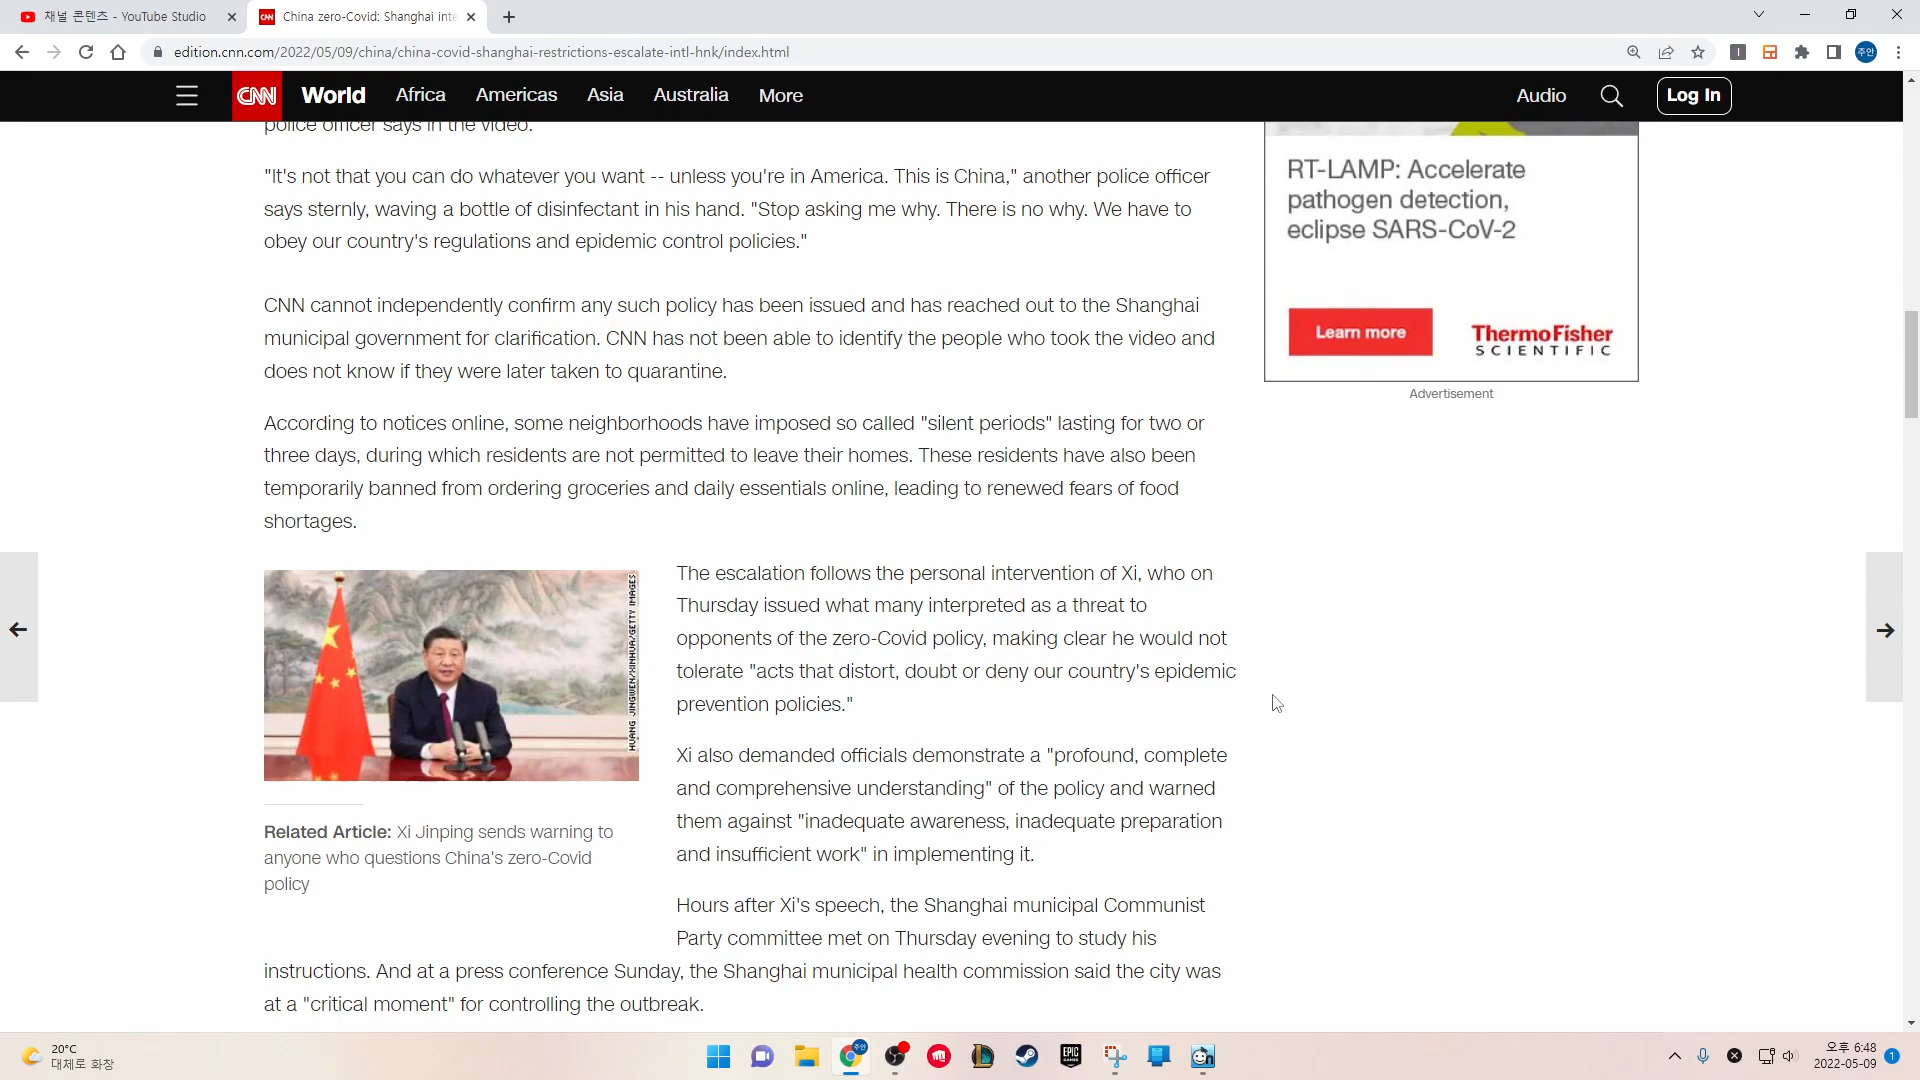 채널 콘텐츠 - YouTube Studio
CNN
China zero-Covid: Shanghai inte
edition.cnn.com/2022/05/09/china/china-covid-shanghai-restrictions-escalate-intl-hnk/index.html
주안
CNN World Africa Americas Asia Australia More Audio Log In
police officer says in the video.
"It's not that you can do whatever you want -- unless you're in America. This is China," another police officer
says sternly, waving a bottle of disinfectant in his hand. "Stop asking me why. There is no why. We have to
obey our country's regulations and epidemic control policies."
CNN cannot independently confirm any such policy has been issued and has reached out to the Shanghai
municipal government for clarification. CNN has not been able to identify the people who took the video and
does not know if they were later taken to quarantine.
According to notices online, some neighborhoods have imposed so called "silent periods" lasting for two or
three days, during which residents are not permitted to leave their homes. These residents have also been
temporarily banned from ordering groceries and daily essentials online, leading to renewed fears of food
shortages.
HUANG JINGWEN/XINHUA/GETTY IMAGES
Related Article: Xi Jinping sends warning to
anyone who questions China's zero-Covid
policy
The escalation follows the personal intervention of Xi, who on
Thursday issued what many interpreted as a threat to
opponents of the zero-Covid policy, making clear he would not
tolerate "acts that distort, doubt or deny our country's epidemic
prevention policies."
Xi also demanded officials demonstrate a "profound, complete
and comprehensive understanding" of the policy and warned
them against "inadequate awareness, inadequate preparation
and insufficient work" in implementing it.
Hours after Xi's speech, the Shanghai municipal Communist
Party committee met on Thursday evening to study his
instructions. And at a press conference Sunday, the Shanghai municipal health commission said the city was
at a "critical moment" for controlling the outbreak.
RT-LAMP: Accelerate
pathogen detection,
eclipse SARS-CoV-2
Learn more
ThermoFisher
SCIENTIFIC
Advertisement
20°C
대체로 화창
주안
EPIC
오후 6:48
2022-05-09
1